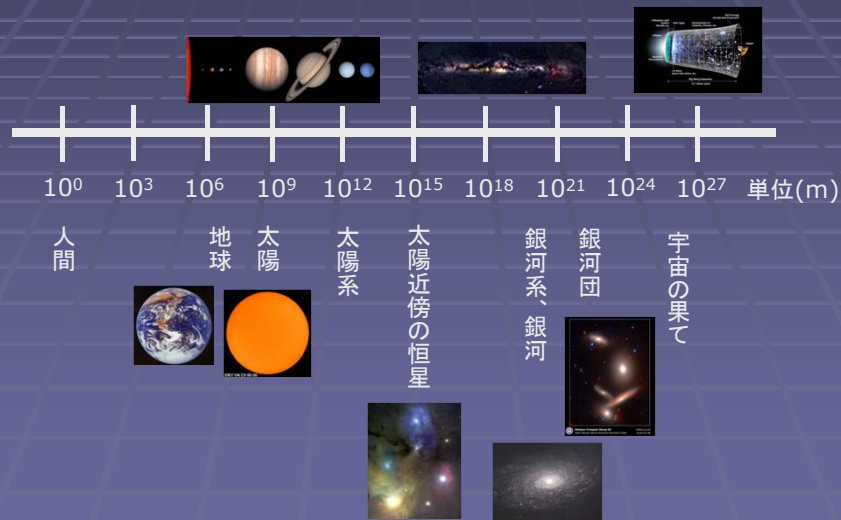 10⁰ 10³ 10⁶ 10⁹ 10¹² 10¹⁵ 10¹⁸ 10²¹ 10²⁴ 10²⁷ 単位(m)
人間
地球
太陽
太陽系
太陽近傍の恒星
銀河系、銀河
銀河団
宇宙の果て